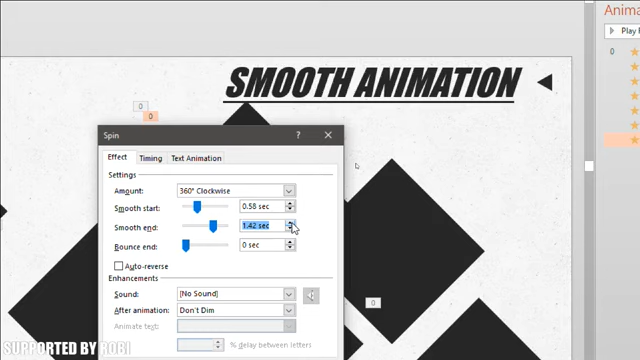 Anima
Play F
0
SMOOTH ANIMATION
0
0
Spin
?
Effect
Timing
Text Animation
Settings
Amount: 360° Clockwise
Smooth start: 0.58 sec
Smooth end: 1.42 sec
Bounce end: 0 sec
Auto-reverse
0
Enhancements
Sound: [No Sound]
After animation: Don't Dim
Animate text:
% delay between letters
SUPPORTED BY ROBI